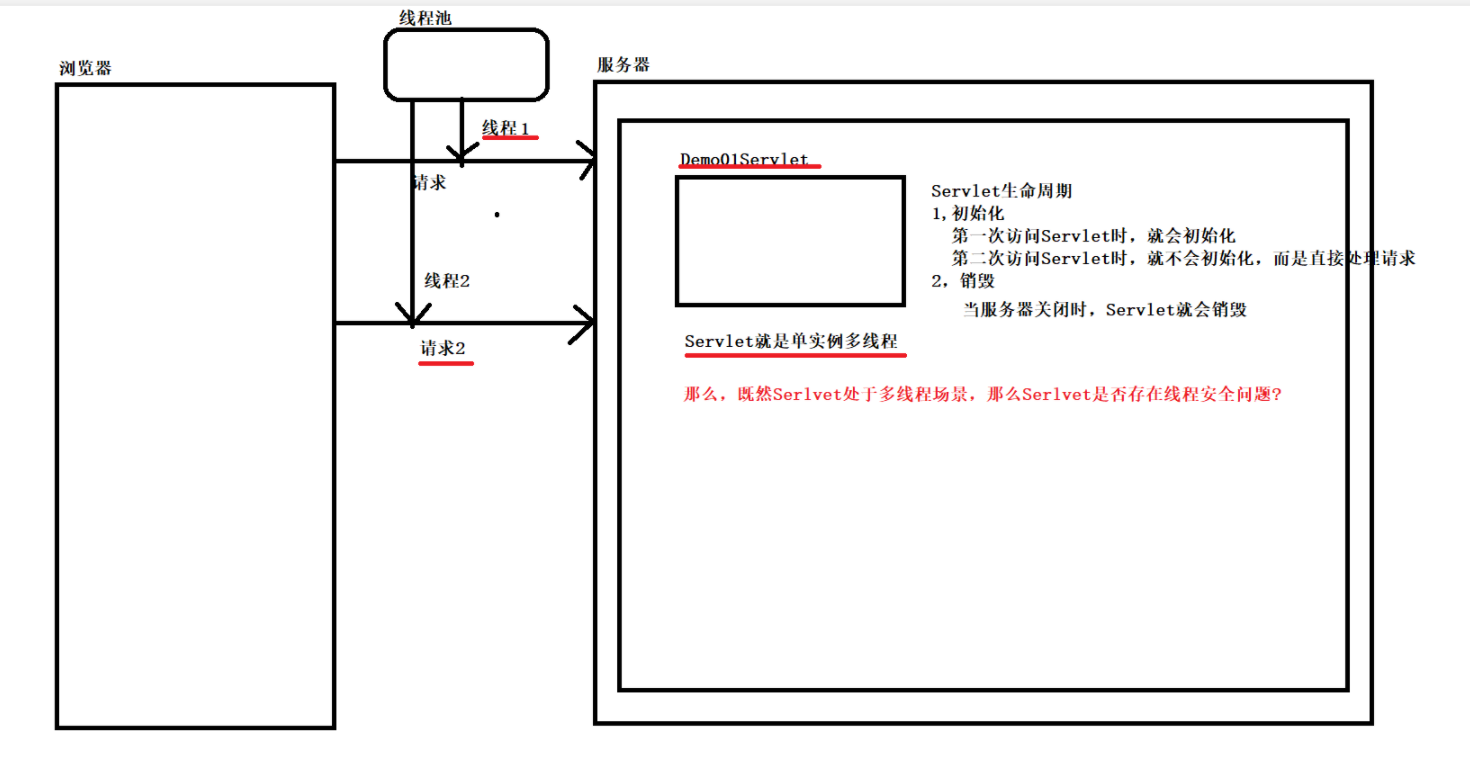 线程池
浏览器
服务器
线程1
请求
线程2
请求2
Demo01Servlet
Servlet生命周期
1,初始化
第一次访问Servlet时，就会初始化
第二次访问Servlet时，就不会初始化，而是直接处理请求
2，销毁
当服务器关闭时，Servlet就会销毁
Servlet就是单实例多线程
那么，既然Serlvet处于多线程场景，那么Serlvet是否存在线程安全问题?